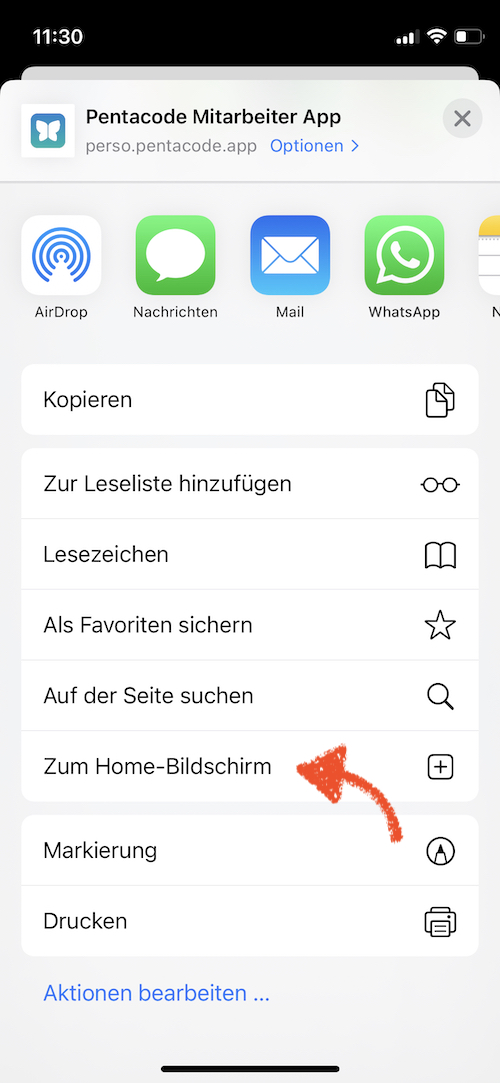 11:30
Pentacode Mitarbeiter App
perso.pentacode.app Optionen >
AirDrop Nachrichten Mail WhatsApp N
Kopieren
Zur Leseliste hinzufügen
Lesezeichen
Als Favoriten sichern
Auf der Seite suchen
Zum Home-Bildschirm
Markierung
Drucken
Aktionen bearbeiten ...